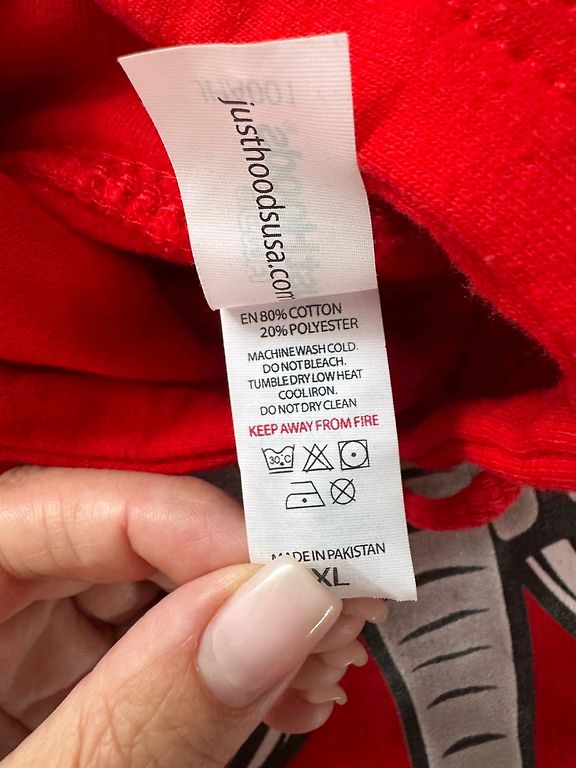 justhoodsusa.com
EN 80% COTTON
20% POLYESTER
MACHINE WASH COLD.
DO NOT BLEACH.
TUMBLE DRY LOW HEAT
COOL IRON.
DO NOT DRY CLEAN
KEEP AWAY FROM FIRE
30°C
MADE IN PAKISTAN
XL